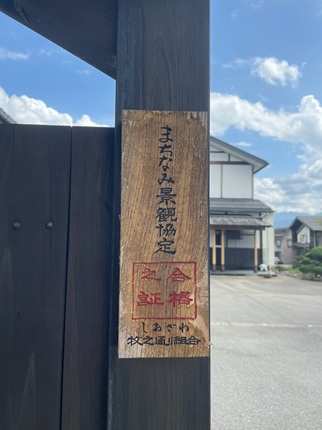 まちなみ景観協定
合格
之証
しおざわ
牧之通り組合